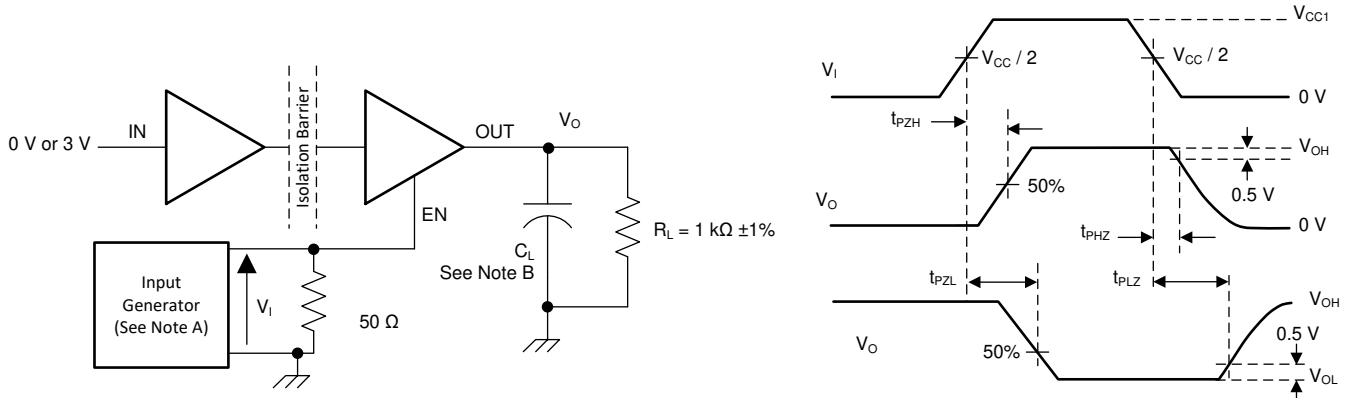 0 V or 3 V
IN
Isolation Barrier
OUT
V_O
EN
C_L
See Note B
R_L = 1 kΩ ±1%
Input
Generator
(See Note A)
V_I
50 Ω
V_I
V_CC / 2
V_CC / 2
V_CC1
0 V
t_PZH
V_O
50%
V_OH
0.5 V
0 V
t_PHZ
t_PZL
t_PLZ
V_O
50%
V_OH
0.5 V
V_OL